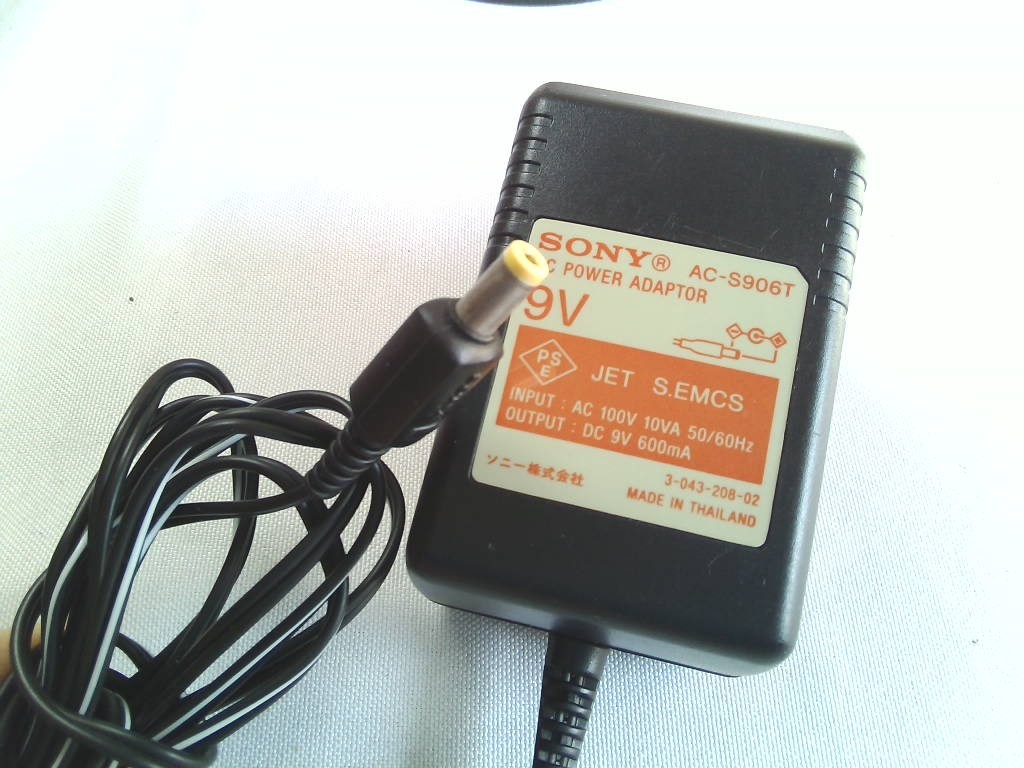 SONY® AC-S906T
C POWER ADAPTOR
9V
PS
E
JET S.EMCS
INPUT : AC 100V 10VA 50/60Hz
OUTPUT : DC 9V 600mA
ソニー株式会社
3-043-208-02
MADE IN THAILAND